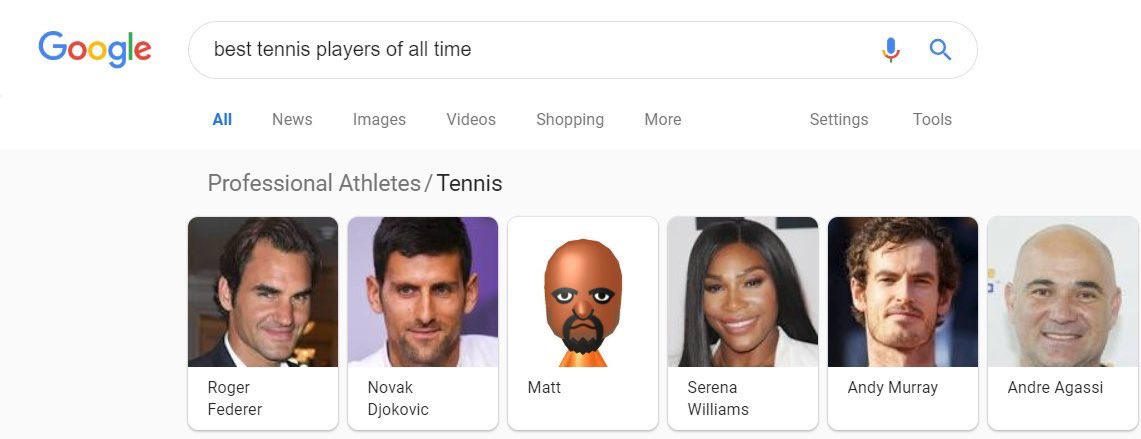 Google
best tennis players of all time
All News Images Videos Shopping More Settings Tools
Professional Athletes/Tennis
Roger
Federer
Novak
Djokovic
Matt
Serena
Williams
Andy Murray
Andre Agassi